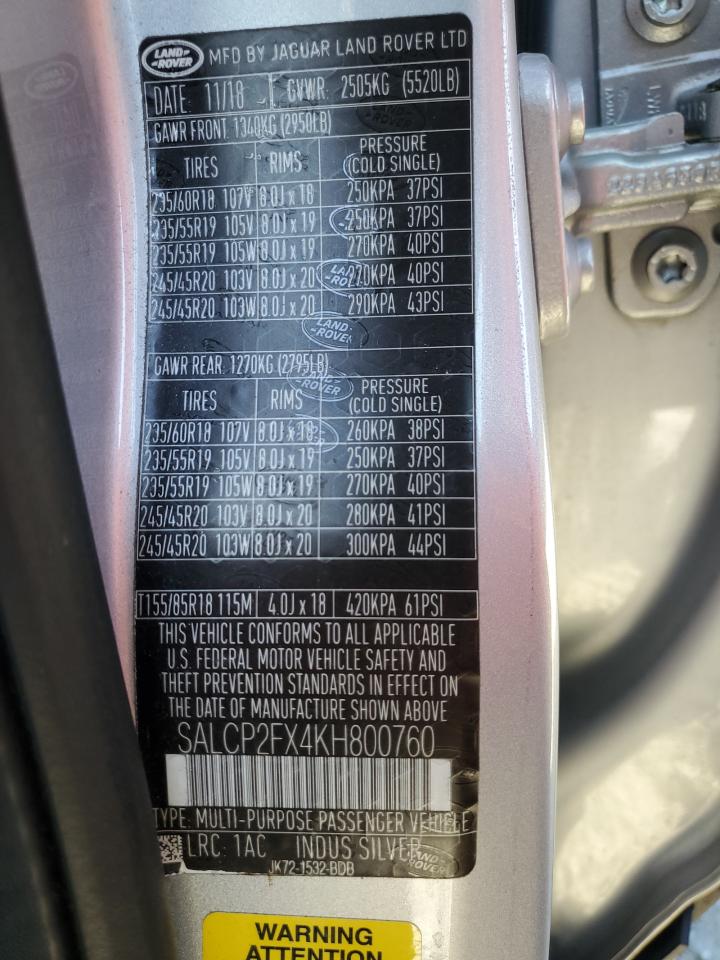 LAND ROVER MFD BY JAGUAR LAND ROVER LTD
DATE: 11/18 GVWR: 2505KG (5520LB)
GAWR FRONT: 1340KG (2950LB)
TIRES RIMS PRESSURE (COLD SINGLE)
235/60R18 107V 8.0J x 18 250KPA 37PSI
235/55R19 105V 8.0J x 19 250KPA 37PSI
235/55R19 105W 8.0J x 19 270KPA 40PSI
245/45R20 103V 8.0J x 20 270KPA 40PSI
245/45R20 103W 8.0J x 20 290KPA 43PSI
GAWR REAR: 1270KG (2795LB)
TIRES RIMS PRESSURE (COLD SINGLE)
235/60R18 107V 8.0J x 18 260KPA 38PSI
235/55R19 105V 8.0J x 19 250KPA 37PSI
235/55R19 105W 8.0J x 19 270KPA 40PSI
245/45R20 103V 8.0J x 20 280KPA 41PSI
245/45R20 103W 8.0J x 20 300KPA 44PSI
T155/85R18 115M 4.0J x 18 420KPA 61PSI
THIS VEHICLE CONFORMS TO ALL APPLICABLE
U.S. FEDERAL MOTOR VEHICLE SAFETY AND
THEFT PREVENTION STANDARDS IN EFFECT ON
THE DATE OF MANUFACTURE SHOWN ABOVE
SALCP2FX4KH800760
TYPE: MULTI-PURPOSE PASSENGER VEHICLE
LRC: 1AC INDUS SILVER
JK72-1532-BDB
WARNING
ATTENTION